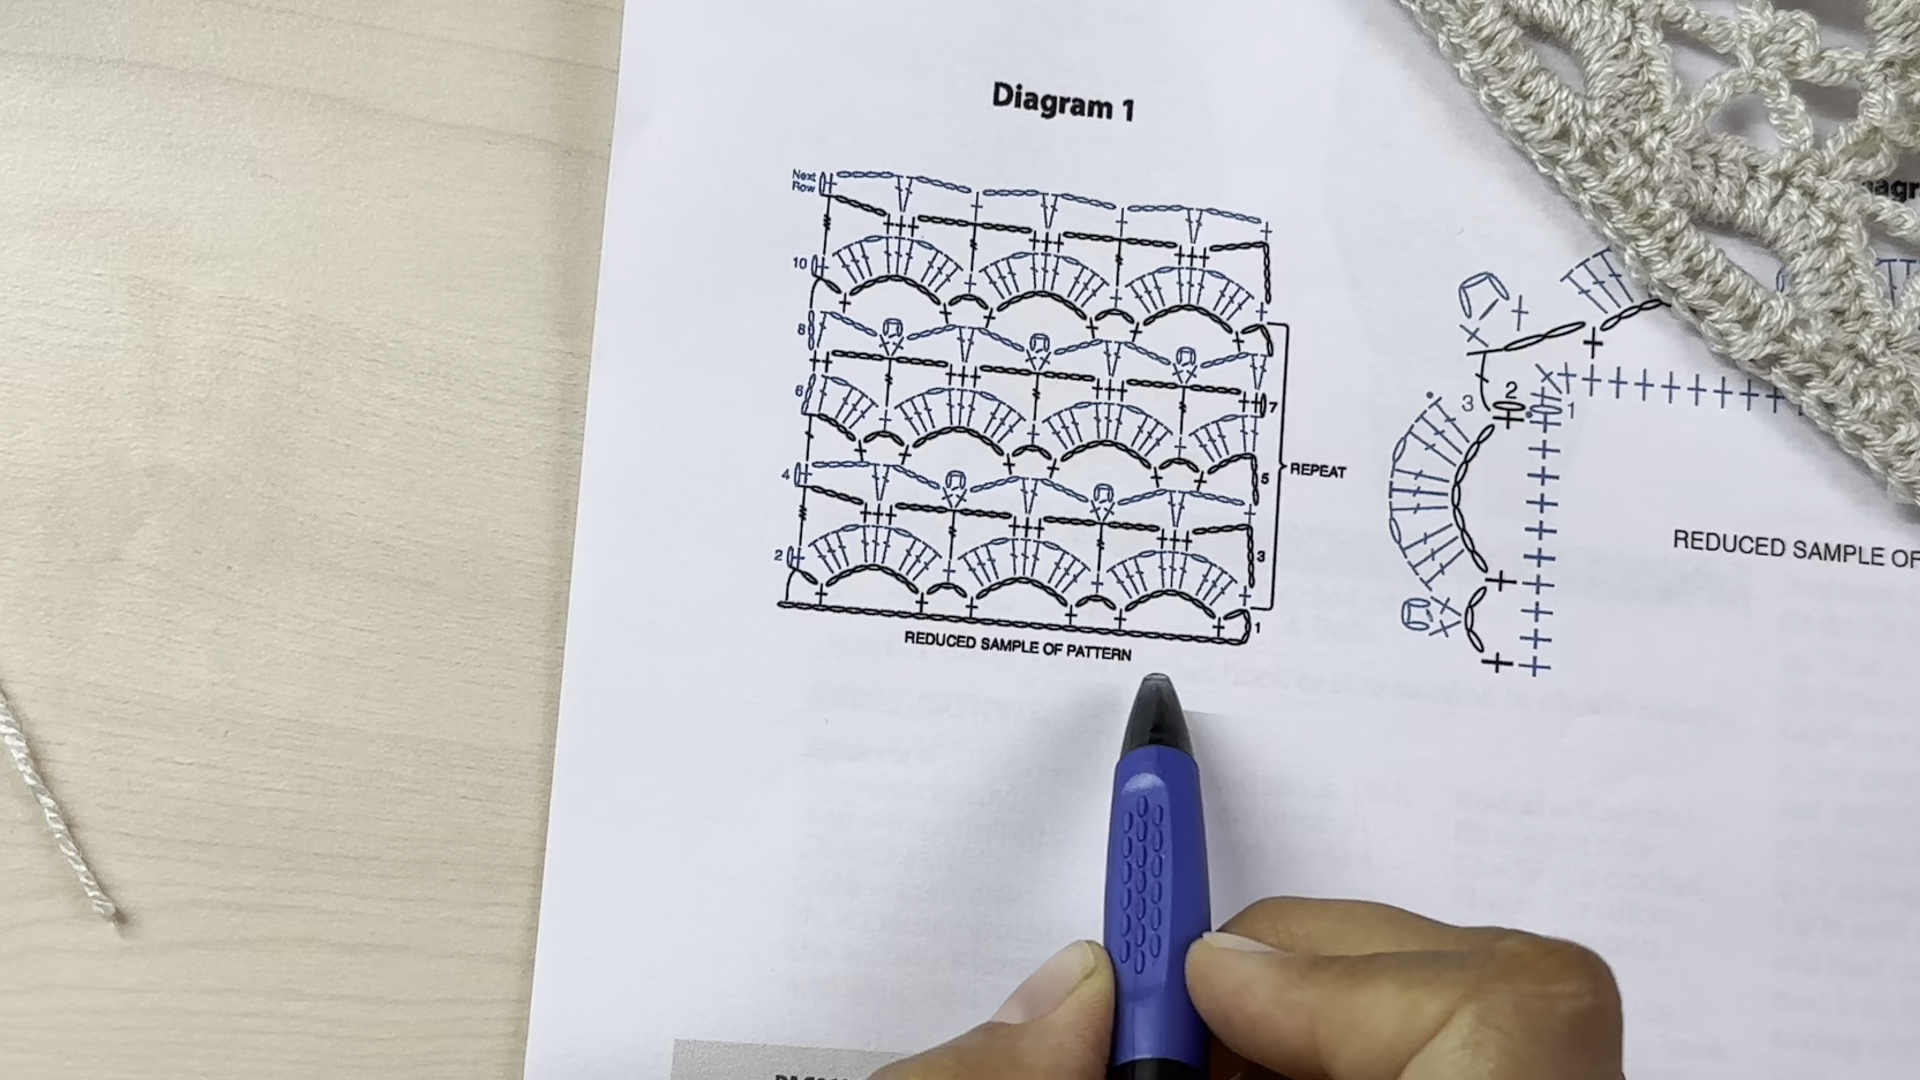 Diagram 1
Next
Row
10
8
6
7
4
REPEAT
5
2
3
1
REDUCED SAMPLE OF PATTERN
3
2
1
REDUCED SAMPLE OF